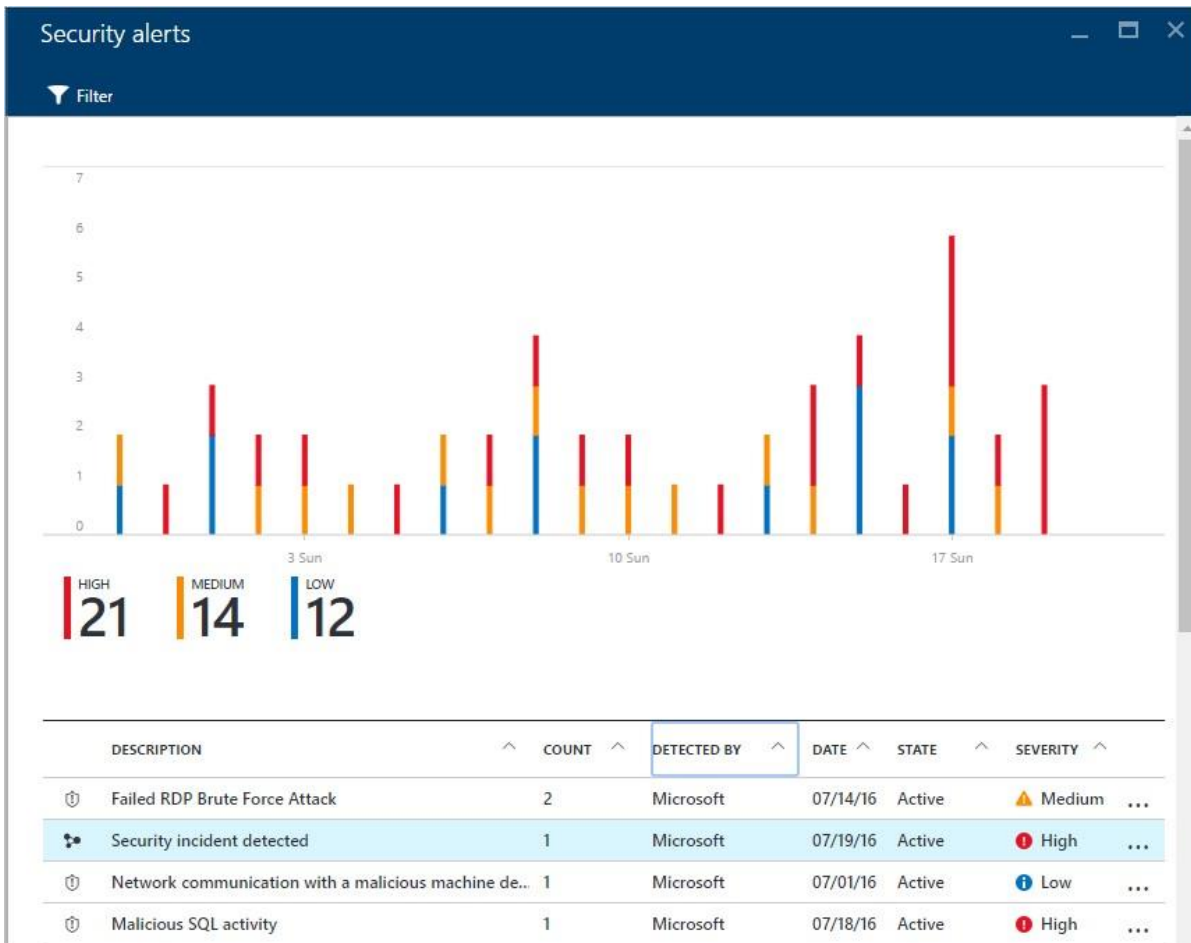 Security alerts
Filter
7
6
5
4
3
2
1
0
3 Sun 10 Sun 17 Sun
HIGH MEDIUM LOW
21 14 12
DESCRIPTION COUNT DETECTED BY DATE STATE SEVERITY
Failed RDP Brute Force Attack 2 Microsoft 07/14/16 Active Medium ...
Security incident detected 1 Microsoft 07/19/16 Active High ...
Network communication with a malicious machine de... 1 Microsoft 07/01/16 Active Low ...
Malicious SQL activity 1 Microsoft 07/18/16 Active High ...